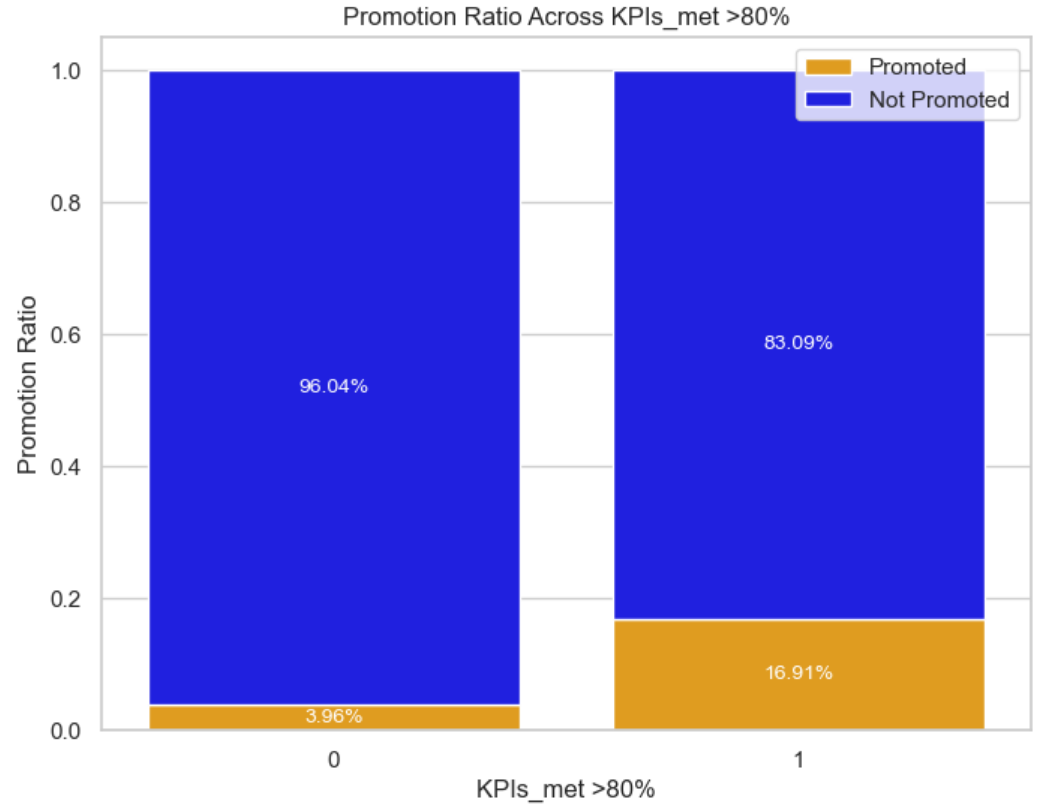 Promotion Ratio Across KPIs_met >80%
Promoted
Not Promoted
Promotion Ratio
1.0
0.8
0.6
0.4
0.2
0.0
96.04%
83.09%
3.96%
16.91%
0
1
KPIs_met >80%